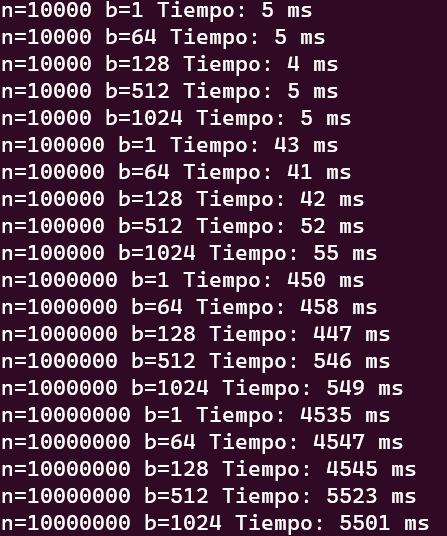 n=10000 b=1 Tiempo: 5 ms
n=10000 b=64 Tiempo: 5 ms
n=10000 b=128 Tiempo: 4 ms
n=10000 b=512 Tiempo: 5 ms
n=10000 b=1024 Tiempo: 5 ms
n=100000 b=1 Tiempo: 43 ms
n=100000 b=64 Tiempo: 41 ms
n=100000 b=128 Tiempo: 42 ms
n=100000 b=512 Tiempo: 52 ms
n=100000 b=1024 Tiempo: 55 ms
n=1000000 b=1 Tiempo: 450 ms
n=1000000 b=64 Tiempo: 458 ms
n=1000000 b=128 Tiempo: 447 ms
n=1000000 b=512 Tiempo: 546 ms
n=1000000 b=1024 Tiempo: 549 ms
n=10000000 b=1 Tiempo: 4535 ms
n=10000000 b=64 Tiempo: 4547 ms
n=10000000 b=128 Tiempo: 4545 ms
n=10000000 b=512 Tiempo: 5523 ms
n=10000000 b=1024 Tiempo: 5501 ms